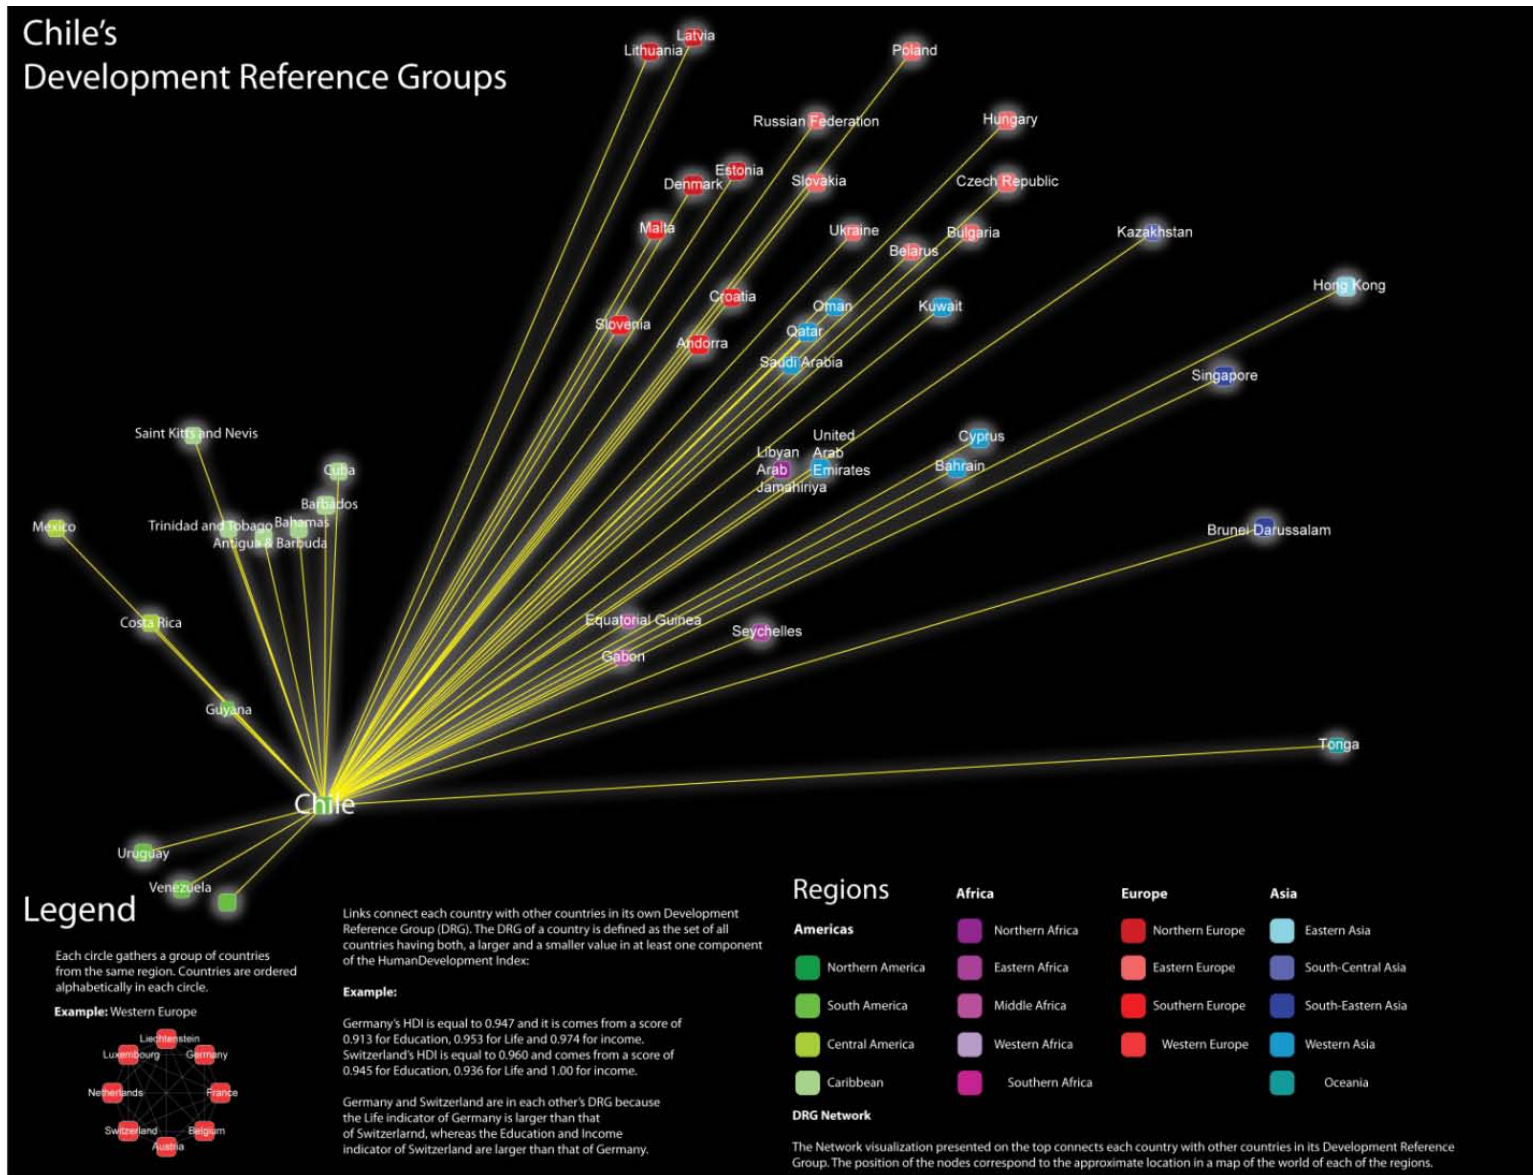 Chile's
Development Reference Groups
Lithuania
Latvia
Poland
Russian Federation
Hungary
Estonia
Denmark
Slovakia
Czech Republic
Malta
Ukraine
Belarus
Bulgaria
Kazakhstan
Hong Kong
Croatia
Oman
Kuwait
Slovenia
Qatar
Andorra
Saudi Arabia
Singapore
Saint Kitts and Nevis
Cuba
Libyan
Arab
Jamahiriya
United
Arab
Emirates
Cyprus
Bahrain
Barbados
Mexico
Trinidad and Tobago
Bahamas
Antigua & Barbuda
Brunei Darussalam
Costa Rica
Equatorial Guinea
Seychelles
Gabon
Guyana
Tonga
Chile
Uruguay
Venezuela
Legend
Each circle gathers a group of countries
from the same region. Countries are ordered
alphabetically in each circle.
Example: Western Europe
Liechtenstein
Luxembourg
Germany
Netherlands
France
Switzerland
Belgium
Austria
Links connect each country with other countries in its own Development
Reference Group (DRG). The DRG of a country is defined as the set of all
countries having both, a larger and a smaller value in at least one component
of the HumanDevelopment Index:
Example:
Germany's HDI is equal to 0.947 and it is comes from a score of
0.913 for Education, 0.953 for Life and 0.974 for income.
Switzerland's HDI is equal to 0.960 and comes from a score of
0.945 for Education, 0.936 for Life and 1.00 for income.
Germany and Switzerland are in each other's DRG because
the Life indicator of Germany is larger than that
of Switzerlarnd, whereas the Education and Income
indicator of Switzerland are larger than that of Germany.
Regions
Americas
Northern America
South America
Central America
Caribbean
Africa
Northern Africa
Eastern Africa
Middle Africa
Western Africa
Southern Africa
Europe
Northern Europe
Eastern Europe
Southern Europe
Western Europe
Asia
Eastern Asia
South-Central Asia
South-Eastern Asia
Western Asia
Oceania
DRG Network
The Network visualization presented on the top connects each country with other countries in its Development Reference
Group. The position of the nodes correspond to the approximate location in a map of the world of each of the regions.